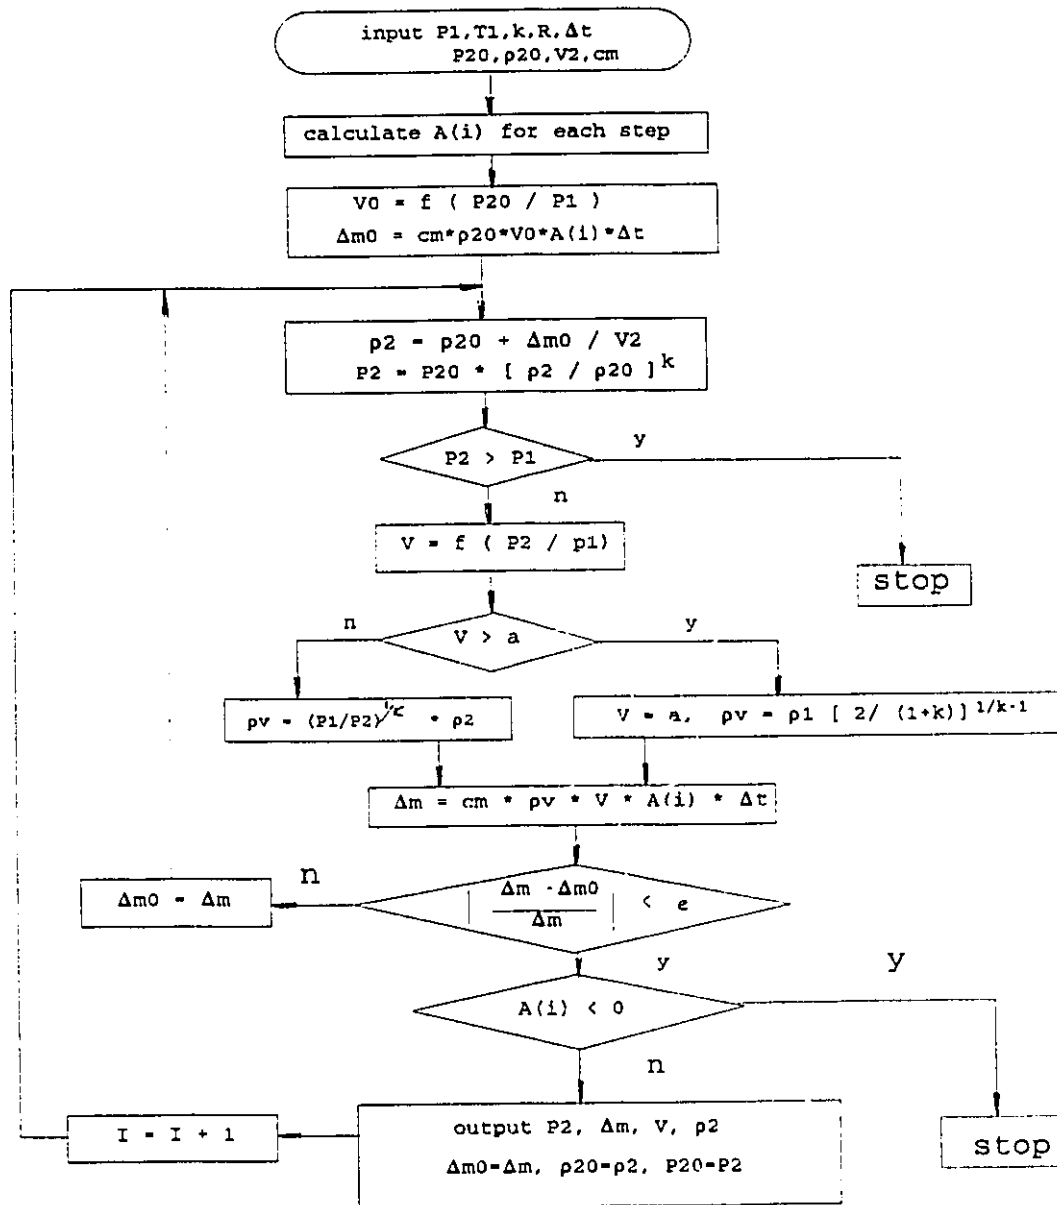 input P1,T1,k,R,Δt
P20,ρ20,V2,cm
calculate A(i) for each step
V0 = f ( P20 / P1 )
Δm0 = cm*ρ20*V0*A(i)*Δt
ρ2 = ρ20 + Δm0 / V2
P2 = P20 * [ ρ2 / ρ20 ]^k
P2 > P1
y
n
V = f ( P2 / p1)
stop
n
V > a
y
ρv = (P1/P2)^1/k * ρ2
V = a, ρv = ρ1 [ 2/ (1+k)]^1/k-1
Δm = cm * ρv * V * A(i) * Δt
n
Δm0 = Δm
| Δm - Δm0 / Δm | < e
y
y
A(i) < 0
n
I = I + 1
output P2, Δm, V, ρ2
Δm0=Δm, ρ20=ρ2, P20=P2
stop